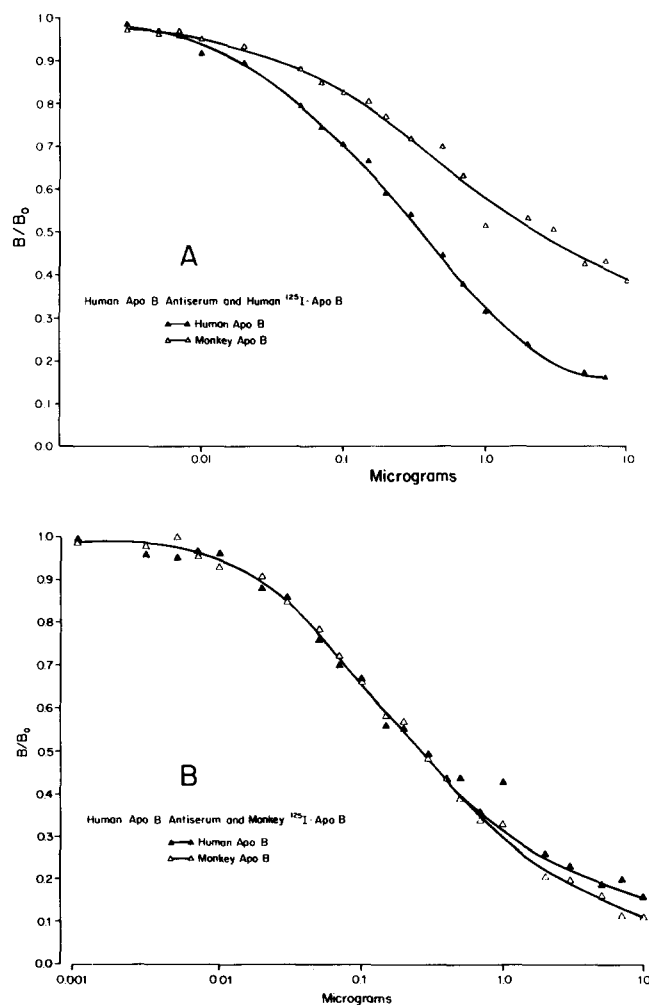 1.0
0.9
0.8
0.7
0.6
0.5
0.4
0.3
0.2
0.1
0.0
B/B₀
A
Human Apo B Antiserum and Human ¹²⁵I-Apo B
Human Apo B
Monkey Apo B
0.01
0.1
1.0
10
Micrograms
1.0
0.9
0.8
0.7
0.6
0.5
0.4
0.3
0.2
0.1
0.0
B/B₀
B
Human Apo B Antiserum and Monkey ¹²⁵I-Apo B
Human Apo B
Monkey Apo B
0.001
0.01
0.1
1.0
10
Micrograms